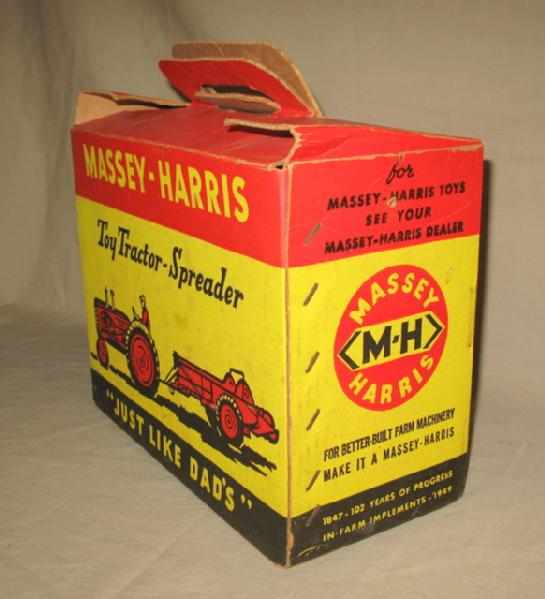 MASSEY-HARRIS
Toy Tractor-Spreader
"JUST LIKE DAD'S"
for
MASSEY-HARRIS TOYS
SEE YOUR
MASSEY-HARRIS DEALER
MASSEY
M-H
HARRIS
FOR BETTER-BUILT FARM MACHINERY
MAKE IT A MASSEY-HARRIS
1847-102 YEARS OF PROGRESS
IN FARM IMPLEMENTS-1949